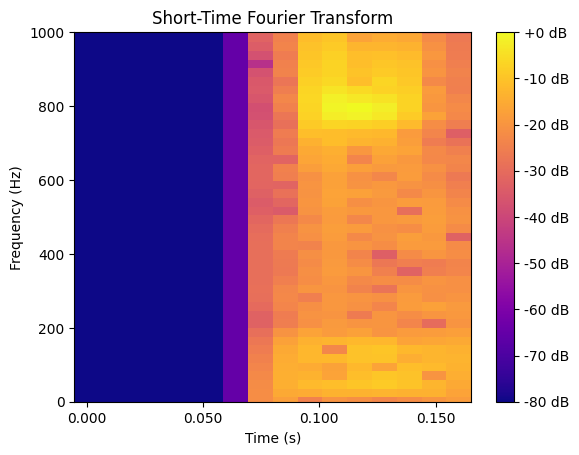 Short-Time Fourier Transform
1000
800
600
400
200
0
Frequency (Hz)
0.000
0.050
0.100
0.150
Time (s)
+0 dB
-10 dB
-20 dB
-30 dB
-40 dB
-50 dB
-60 dB
-70 dB
-80 dB